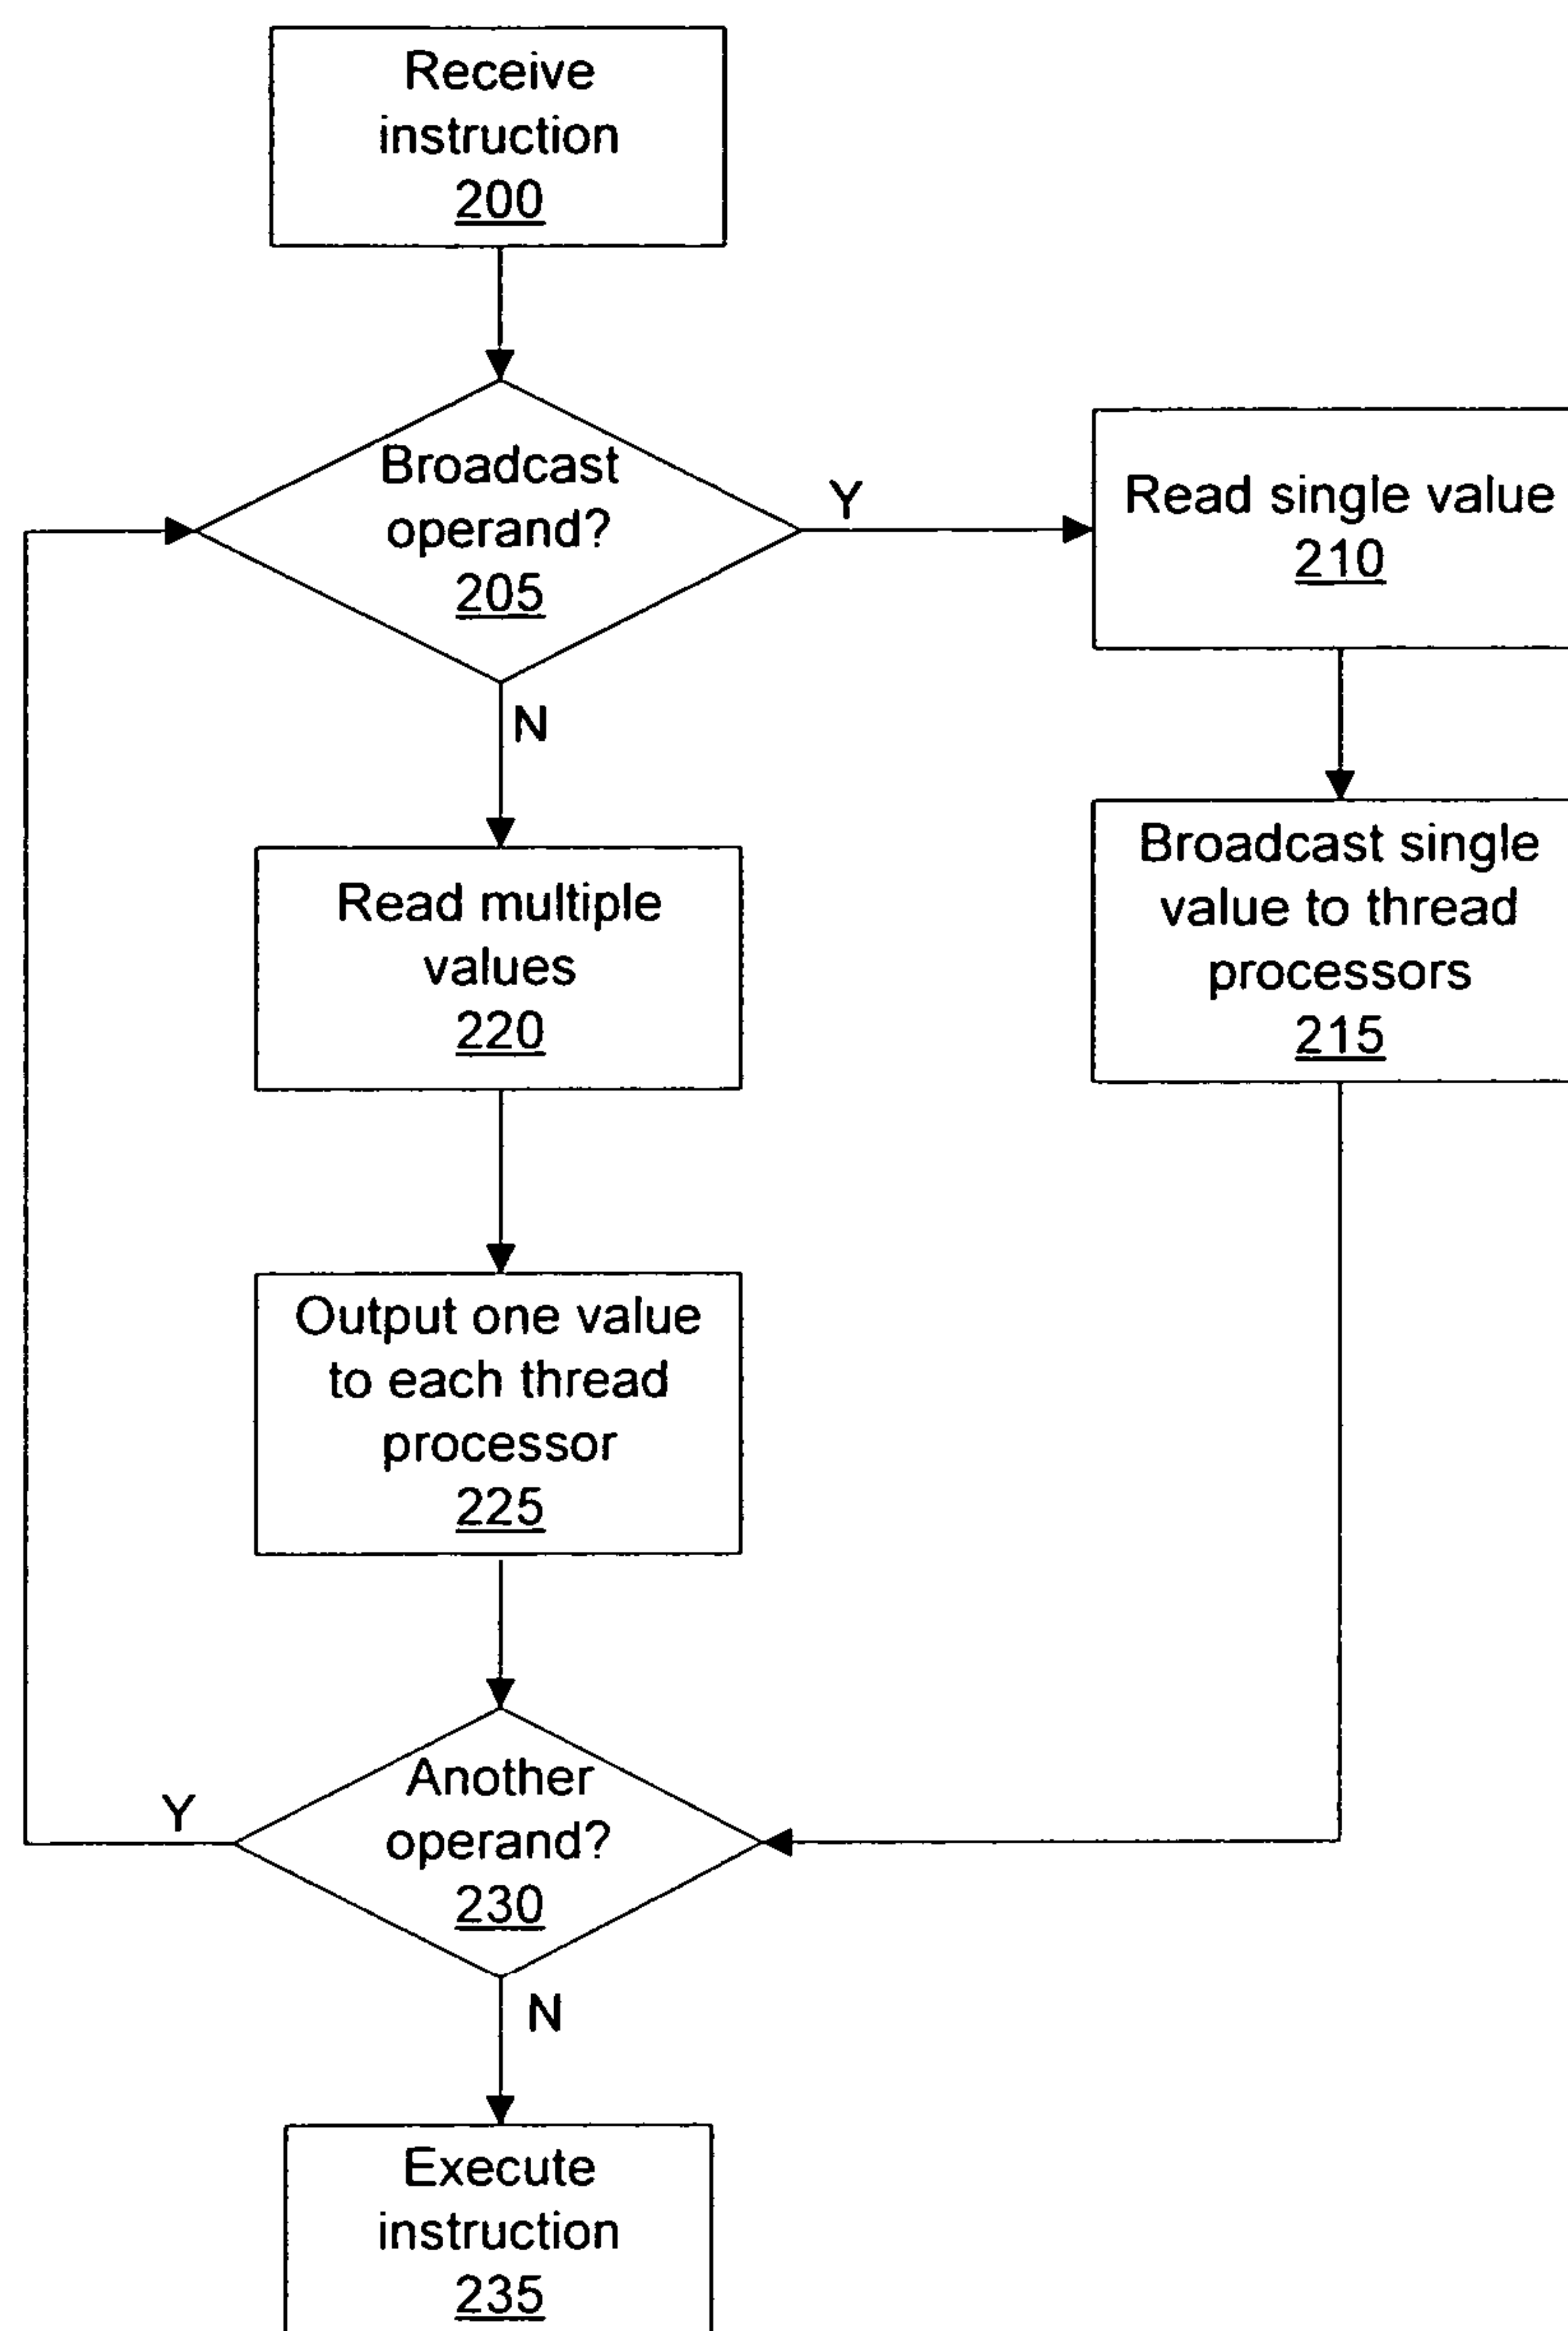 Receive
instruction
200
Broadcast
operand?
205
Y
Read single value
210
N
Broadcast single
value to thread
processors
215
Read multiple
values
220
Output one value
to each thread
processor
225
Another
operand?
230
Y
N
Execute
instruction
235